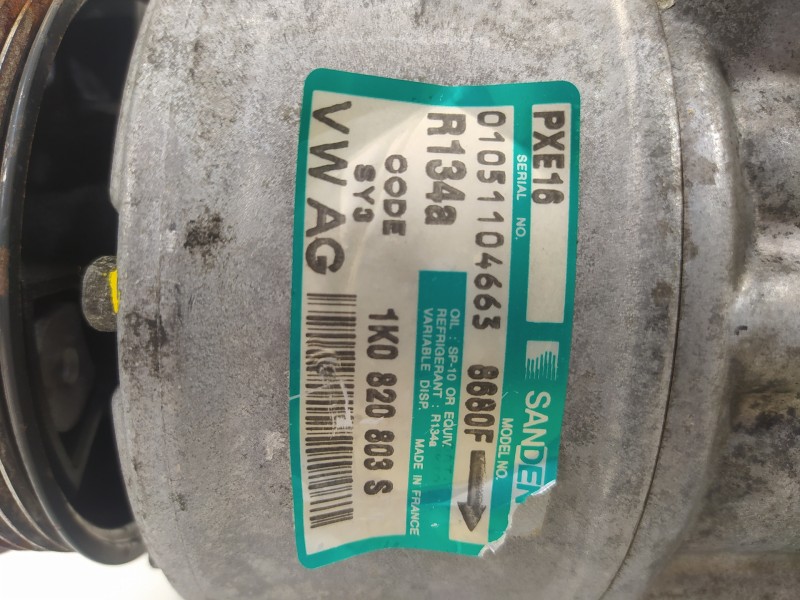 PXE16
SANDEN
SERIAL NO.
MODEL NO.
01051104663 8680F
R134a
OIL : SP-10 OR EQUIV.
REFRIGERANT : R134a
VARIABLE DISP.
MADE IN FRANCE
CODE
SY3
1K0 820 803 S
VW AG